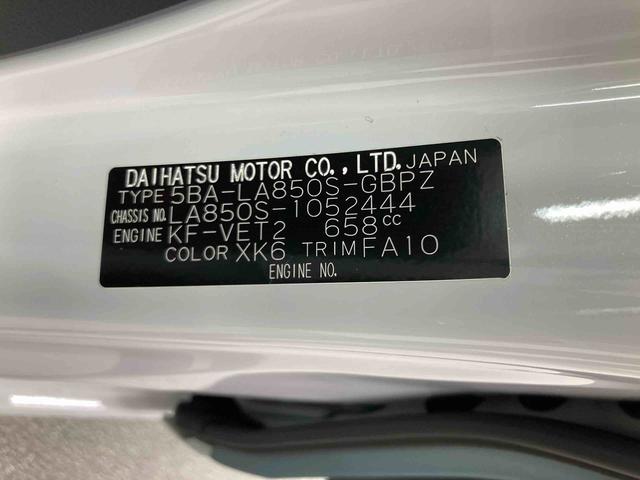 DAIHATSU MOTOR CO., LTD. JAPAN
TYPE 5BA-LA850S-GBPZ
CHASSIS NO. LA850S-1052444
ENGINE KF-VET2 658cc
COLOR XK6 TRIM FA10
ENGINE NO.